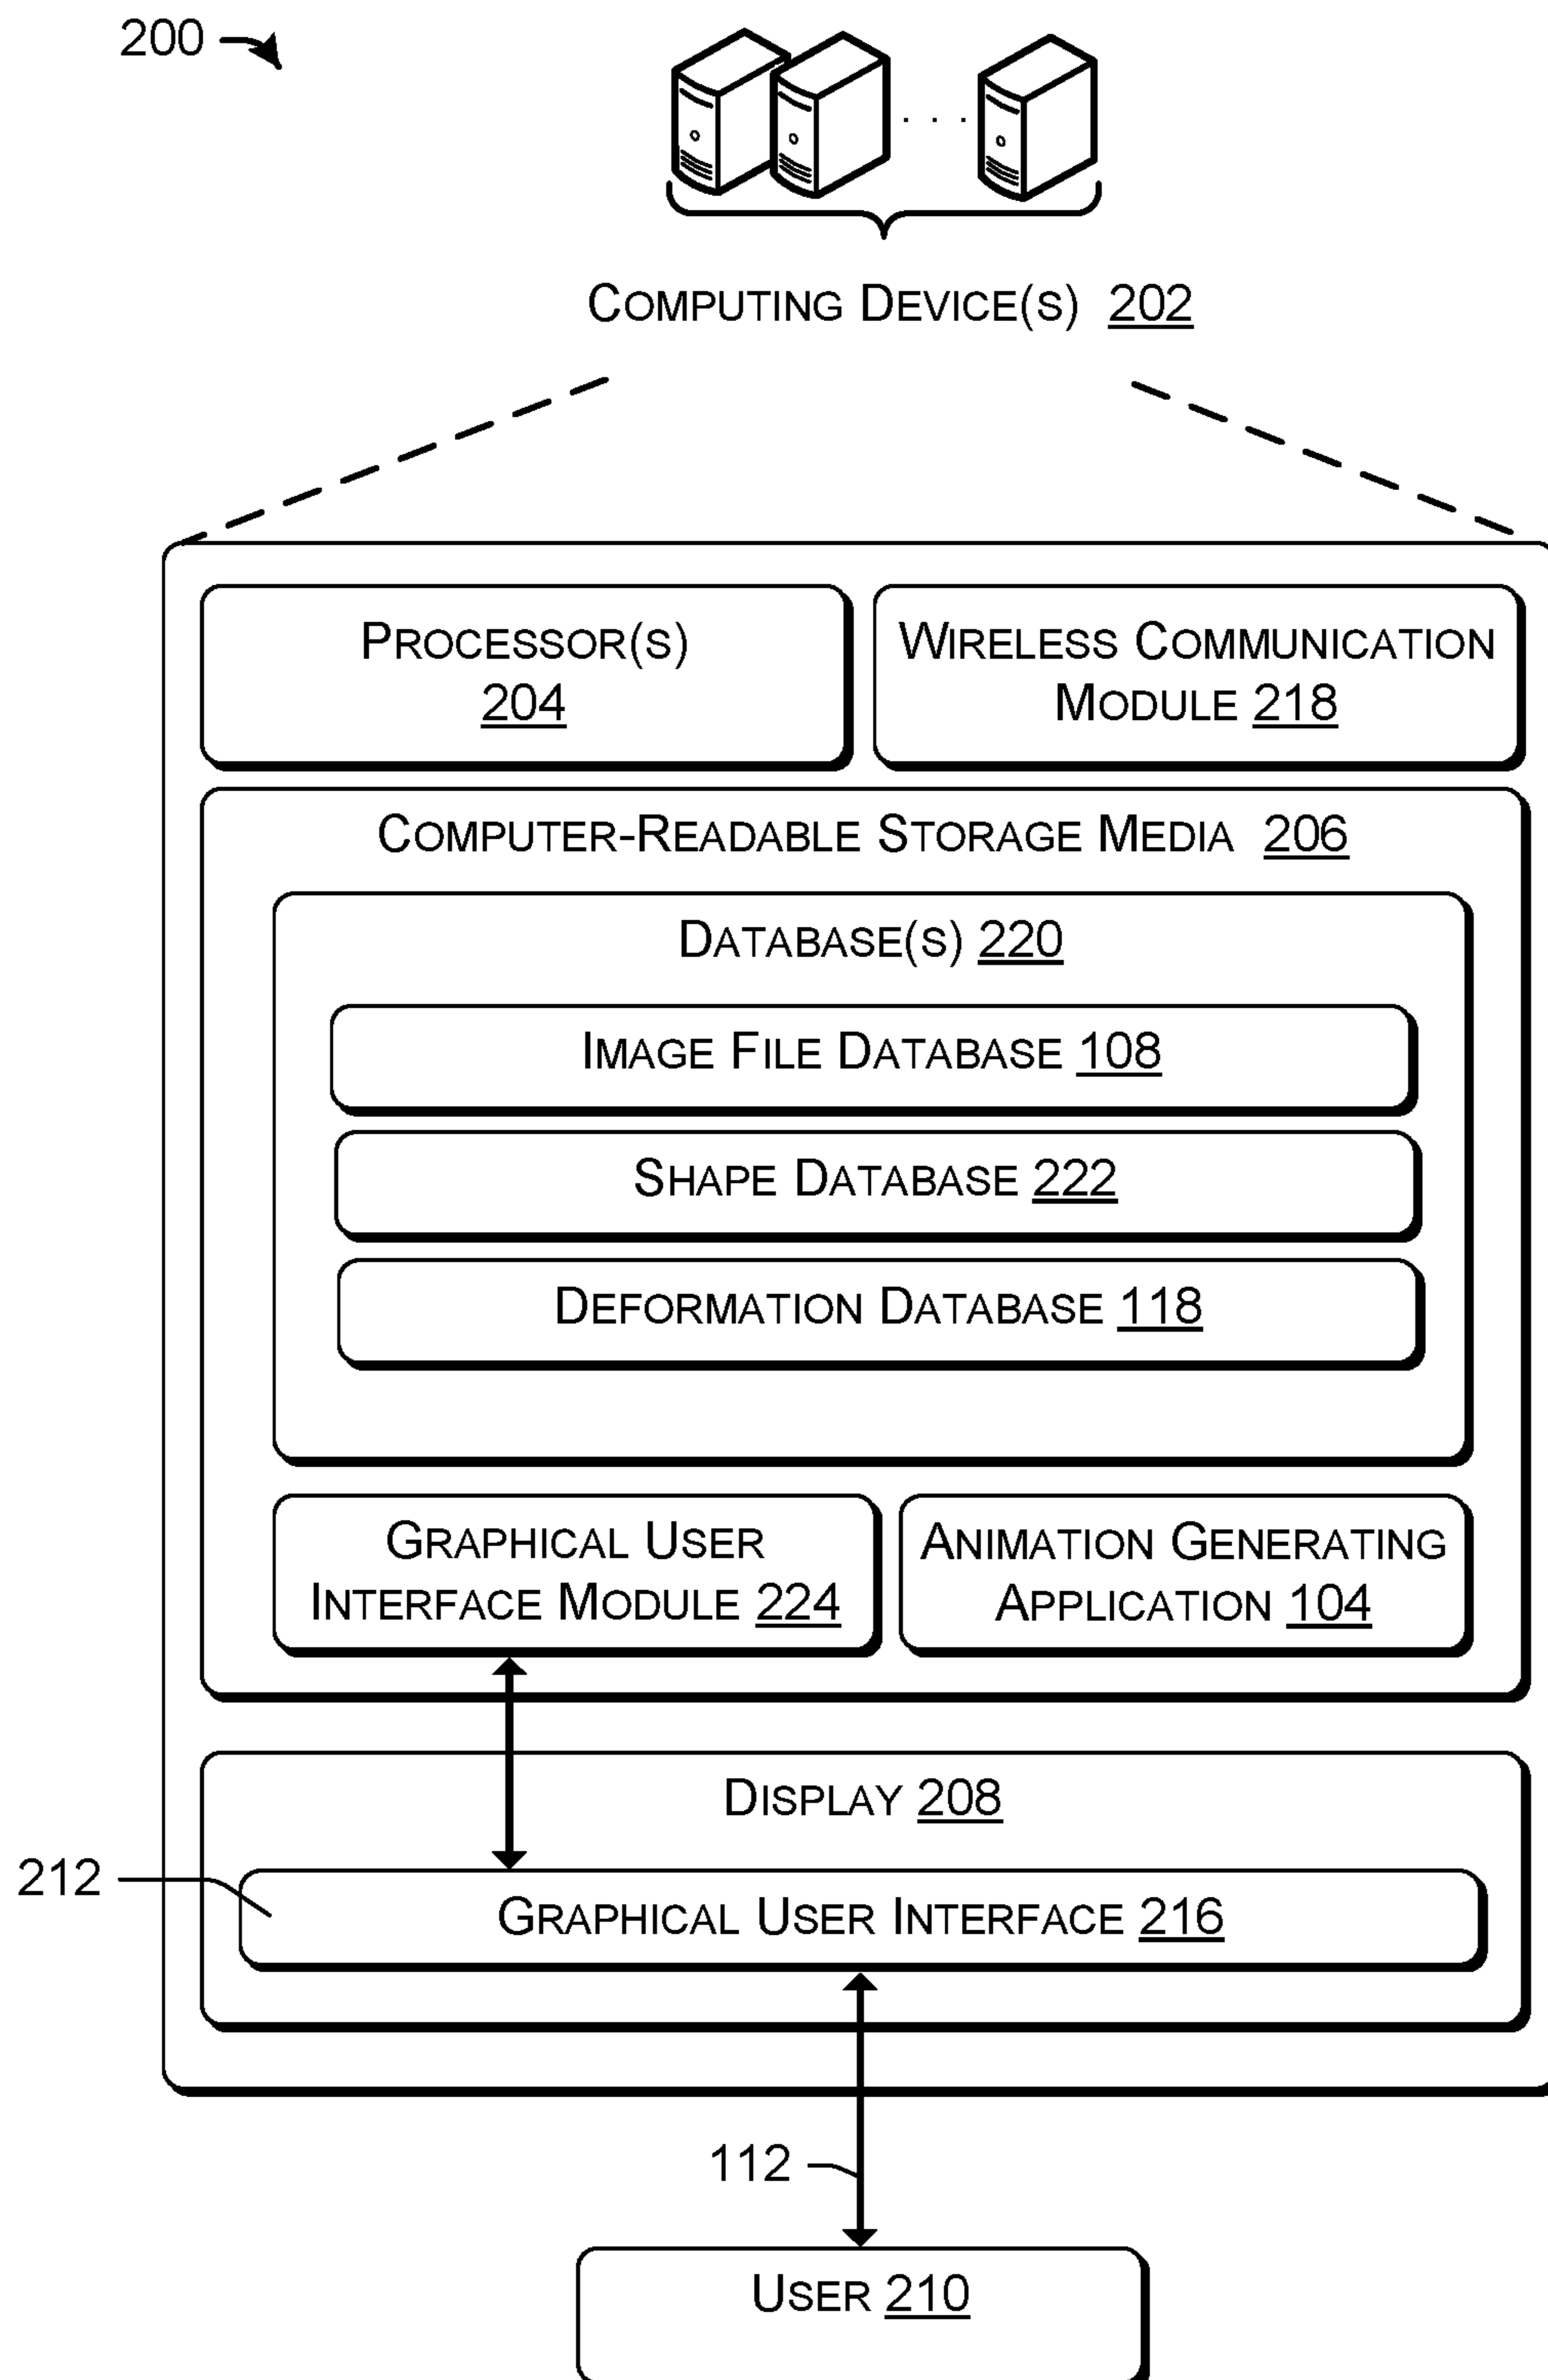 200
COMPUTING DEVICE(S) 202
PROCESSOR(S)
204
WIRELESS COMMUNICATION
MODULE 218
COMPUTER-READABLE STORAGE MEDIA 206
DATABASE(S) 220
IMAGE FILE DATABASE 108
SHAPE DATABASE 222
DEFORMATION DATABASE 118
GRAPHICAL USER
INTERFACE MODULE 224
ANIMATION GENERATING
APPLICATION 104
DISPLAY 208
212
GRAPHICAL USER INTERFACE 216
112
USER 210